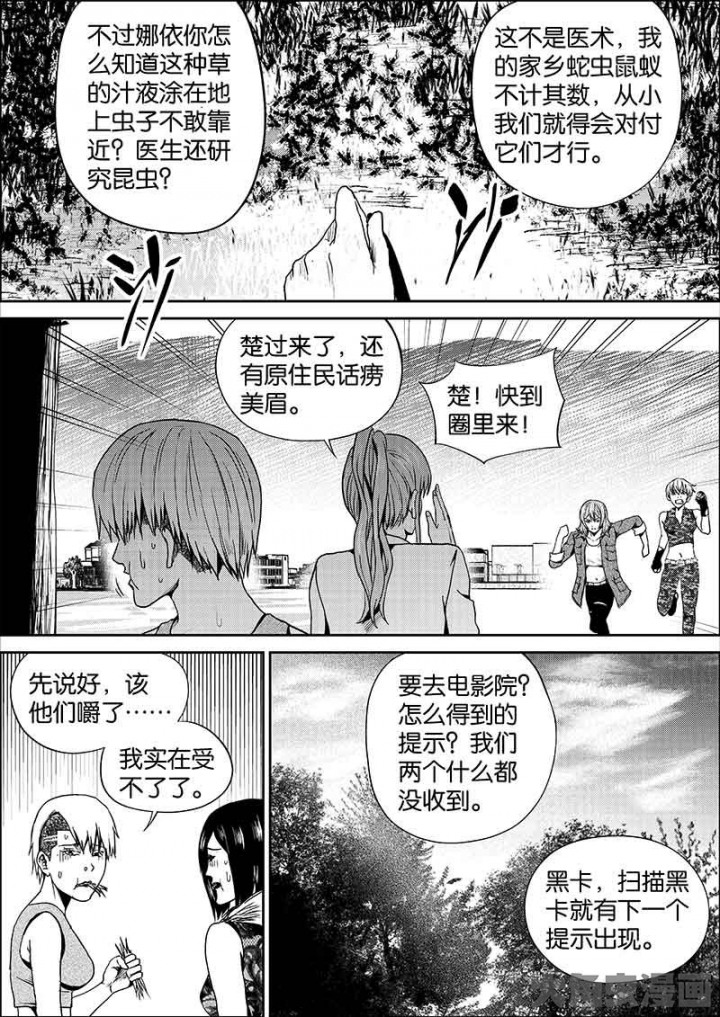 不过娜依你怎
么知道这种草
的汁液涂在地
上虫子不敢靠
近？医生还研
究昆虫？
这不是医术，我
的家乡蛇虫鼠蚁
不计其数，从小
我们就得会对付
它们才行。
楚过来了，还
有原住民话痨
美眉。
楚！快到
圈里来！
先说好，该
他们嚼了……
我实在受
不了了。
要去电影院？
怎么得到的
提示？我们
两个什么都
没收到。
黑卡，扫描黑
卡就有下一个
提示出现。